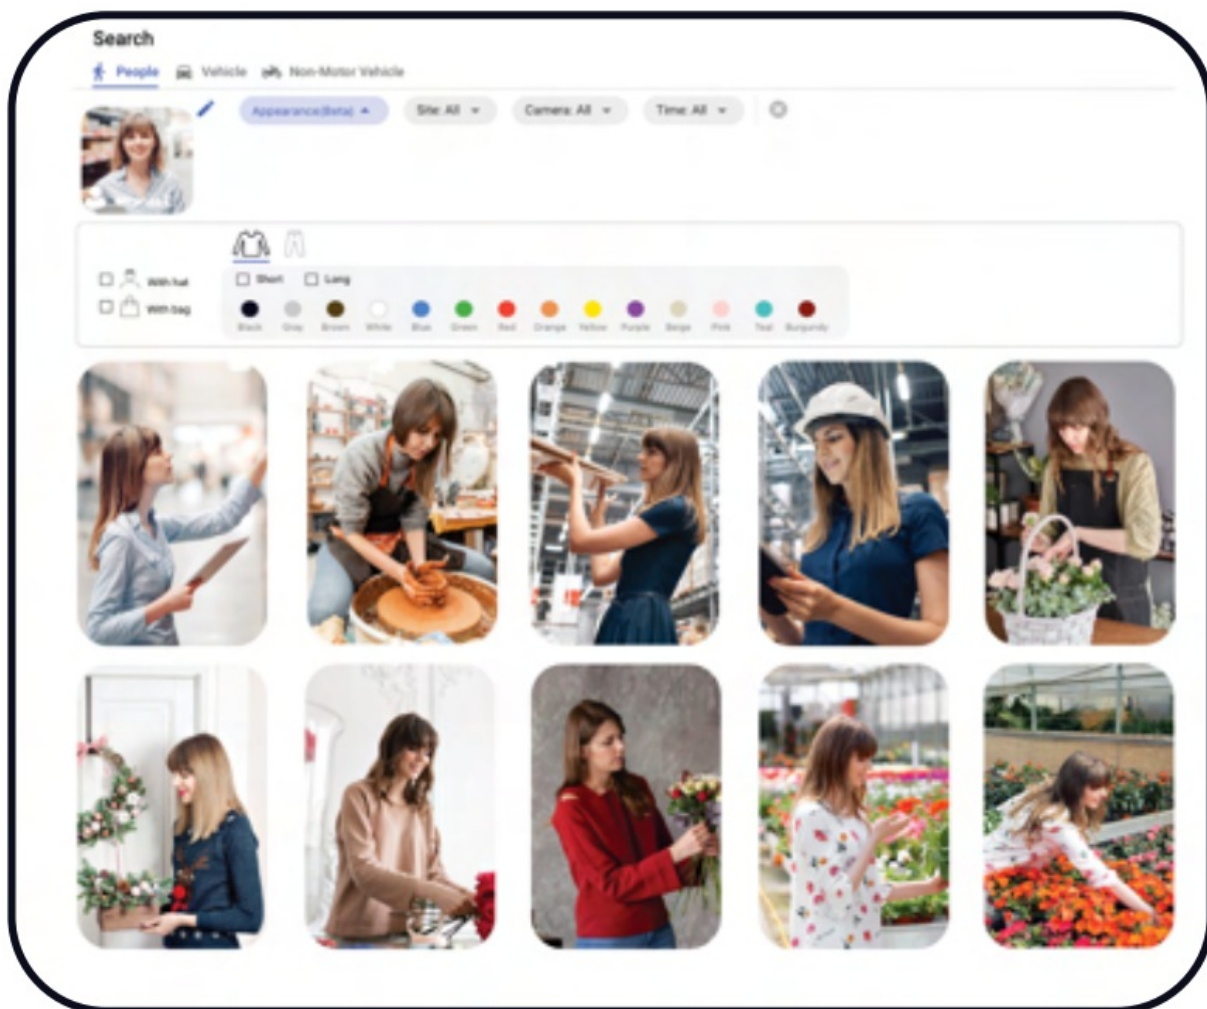 Search
People Vehicle Non-Motor Vehicle
Appearance(Beta) Site: All Camera: All Time: All
With hat Short Long
With bag
Black Gray Brown White Blue Green Red Orange Yellow Purple Beige Pink Teal Burgundy